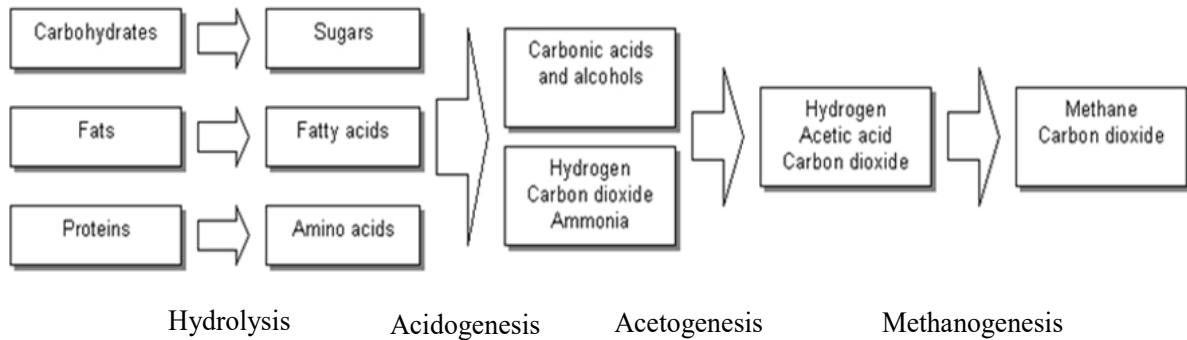 Carbohydrates
Sugars
Fats
Fatty acids
Proteins
Amino acids
Carbonic acids
and alcohols
Hydrogen
Carbon dioxide
Ammonia
Hydrogen
Acetic acid
Carbon dioxide
Methane
Carbon dioxide
Hydrolysis
Acidogenesis
Acetogenesis
Methanogenesis